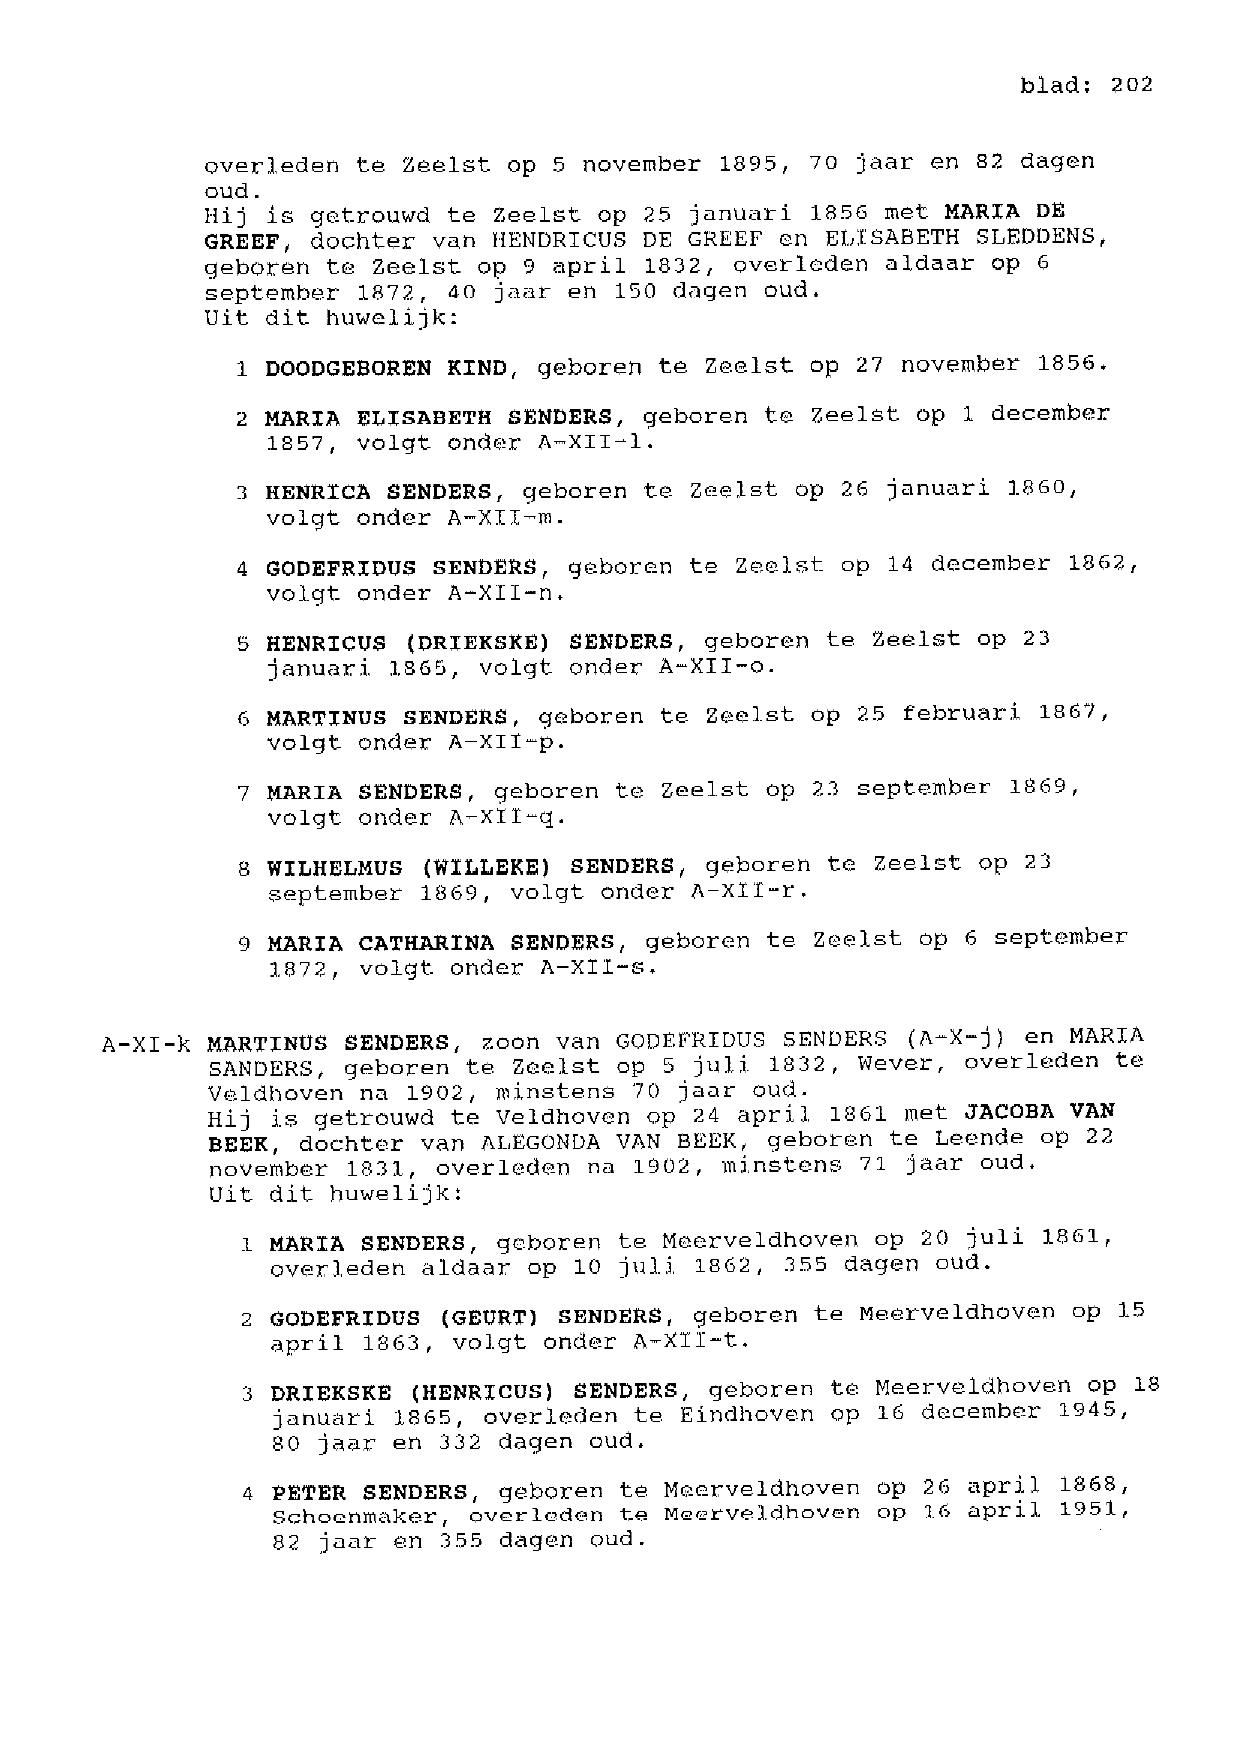 blad: 202
overleden te Zeelst op 5 november 1895, 70 jaar en 82 dagen
oud.
Hij is getrouwd te Zeelst op 25 januari 1856 met MARIA DE
GREEF, dochter van HENDRICUS DE GREEF en ELISABETH SLEDDENS,
geboren te Zeelst op 9 april 1832, overleden aldaar op 6
september 1872, 40 jaar en 150 dagen oud.
Uit dit huwelijk:
1 DOODGEBOREN KIND, geboren te Zeelst op 27 november 1856.
2 MARIA ELISABETH SENDERS, geboren te Zeelst op 1 december
1857, volgt onder A-XII-l.
3 HENRICA SENDERS, geboren te Zeelst op 26 januari 1860,
volgt onder A-XII-m.
4 GODEFRIDUS SENDERS, geboren te Zeelst op 14 december 1862,
volgt onder A-XII-n.
5 HENRICUS (DRIEKSKE) SENDERS, geboren te Zeelst op 23
januari 1865, volgt onder A-XII-o.
6 MARTINUS SENDERS, geboren te Zeelst op 25 februari 1867,
volgt onder A-XII-p.
7 MARIA SENDERS, geboren te Zeelst op 23 september 1869,
volgt onder A-XII-q.
8 WILHELMUS (WILLEKE) SENDERS, geboren te Zeelst op 23
september 1869, volgt onder A-XII-r.
9 MARIA CATHARINA SENDERS, geboren te Zeelst op 6 september
1872, volgt onder A-XII-s.
A-XI-k MARTINUS SENDERS, zoon van GODEFRIDUS SENDERS (A-X-j) en MARIA
SANDERS, geboren te Zeelst op 5 juli 1832, Wever, overleden te
Veldhoven na 1902, minstens 70 jaar oud.
Hij is getrouwd te Veldhoven op 24 april 1861 met JACOBA VAN
BEEK, dochter van ALEGONDA VAN BEEK, geboren te Leende op 22
november 1831, overleden na 1902, minstens 71 jaar oud.
Uit dit huwelijk:
1 MARIA SENDERS, geboren te Meerveldhoven op 20 juli 1861,
overleden aldaar op 10 juli 1862, 355 dagen oud.
2 GODEFRIDUS (GEURT) SENDERS, geboren te Meerveldhoven op 15
april 1863, volgt onder A-XII-t.
3 DRIEKSKE (HENRICUS) SENDERS, geboren te Meerveldhoven op 18
januari 1865, overleden te Eindhoven op 16 december 1945,
80 jaar en 332 dagen oud.
4 PETER SENDERS, geboren te Meerveldhoven op 26 april 1868,
Schoenmaker, overleden te Meerveldhoven op 16 april 1951,
82 jaar en 355 dagen oud.